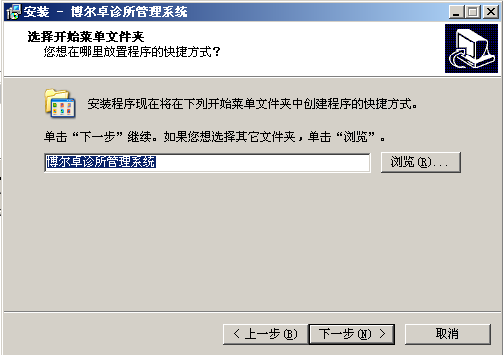 安装 - 博尔卓诊所管理系统
选择开始菜单文件夹
您想在哪里放置程序的快捷方式？
安装程序现在将在下列开始菜单文件夹中创建程序的快捷方式。
单击“下一步”继续。如果您想选择其它文件夹，单击“浏览”。
博尔卓诊所管理系统
浏览(R)...
< 上一步(B)
下一步(N) >
取消